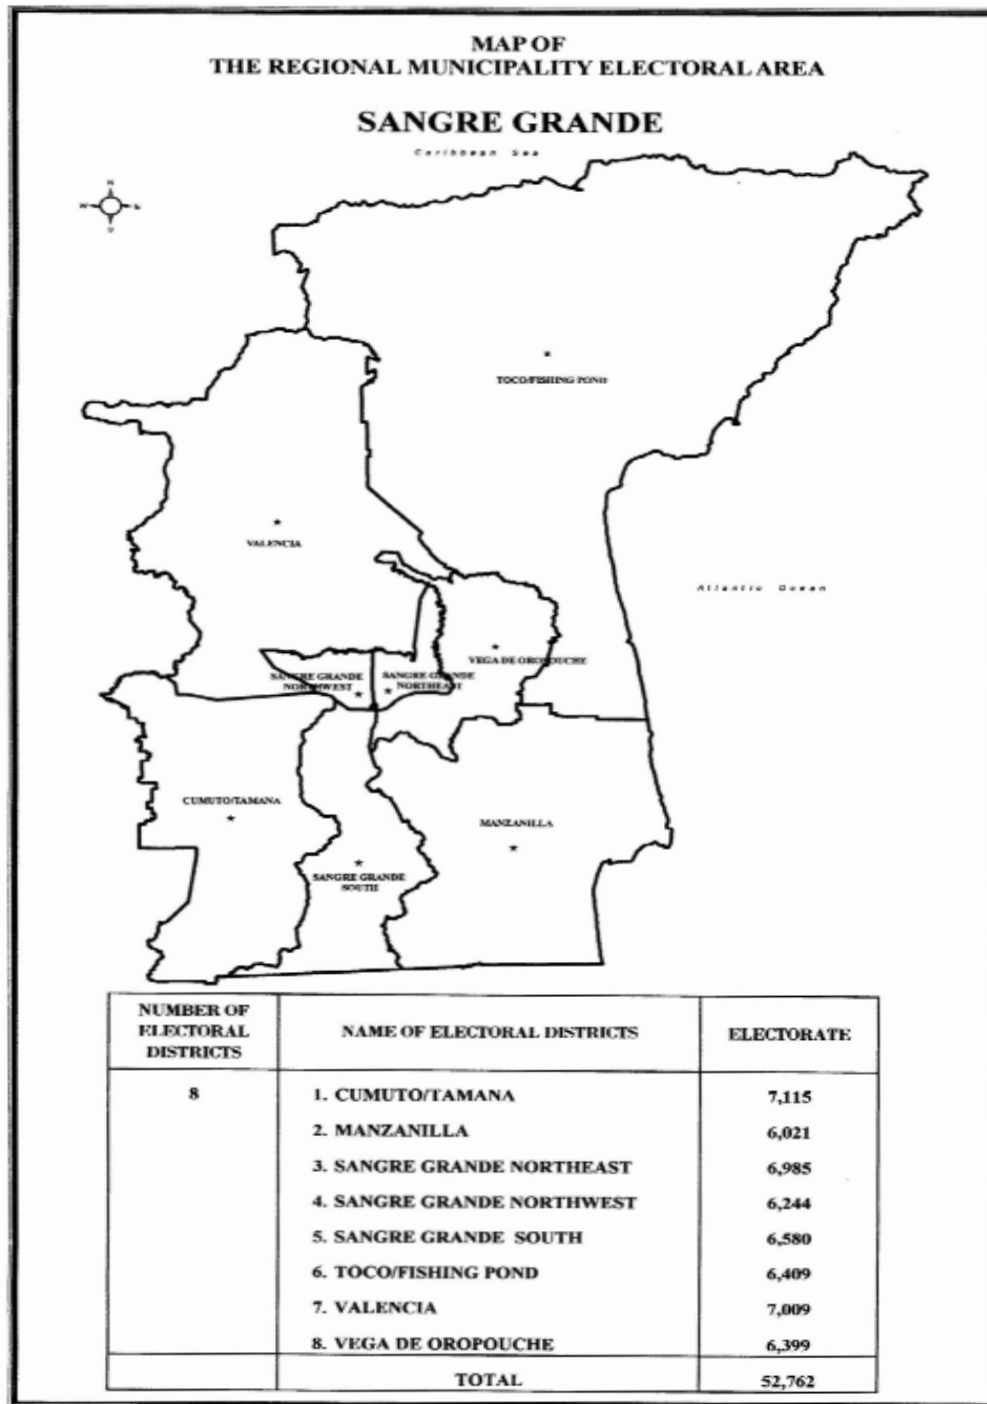 MAP OF
THE REGIONAL MUNICIPALITY ELECTORAL AREA
SANGRE GRANDE
Caribbean Sea
N
W
E
S
TOCO/FISHING POND
VALENCIA
Atlantic Ocean
VEGA DE OROPOUCHE
SANGRE GRANDE
NORTHWEST
SANGRE GRANDE
NORTHEAST
CUMUTO/TAMANA
MANZANILLA
SANGRE GRANDE
SOUTH
NUMBER OF
ELECTORAL
DISTRICTS
NAME OF ELECTORAL DISTRICTS
ELECTORATE
8
1. CUMUTO/TAMANA 7,115
2. MANZANILLA 6,021
3. SANGRE GRANDE NORTHEAST 6,985
4. SANGRE GRANDE NORTHWEST 6,244
5. SANGRE GRANDE SOUTH 6,580
6. TOCO/FISHING POND 6,409
7. VALENCIA 7,009
8. VEGA DE OROPOUCHE 6,399
TOTAL 52,762